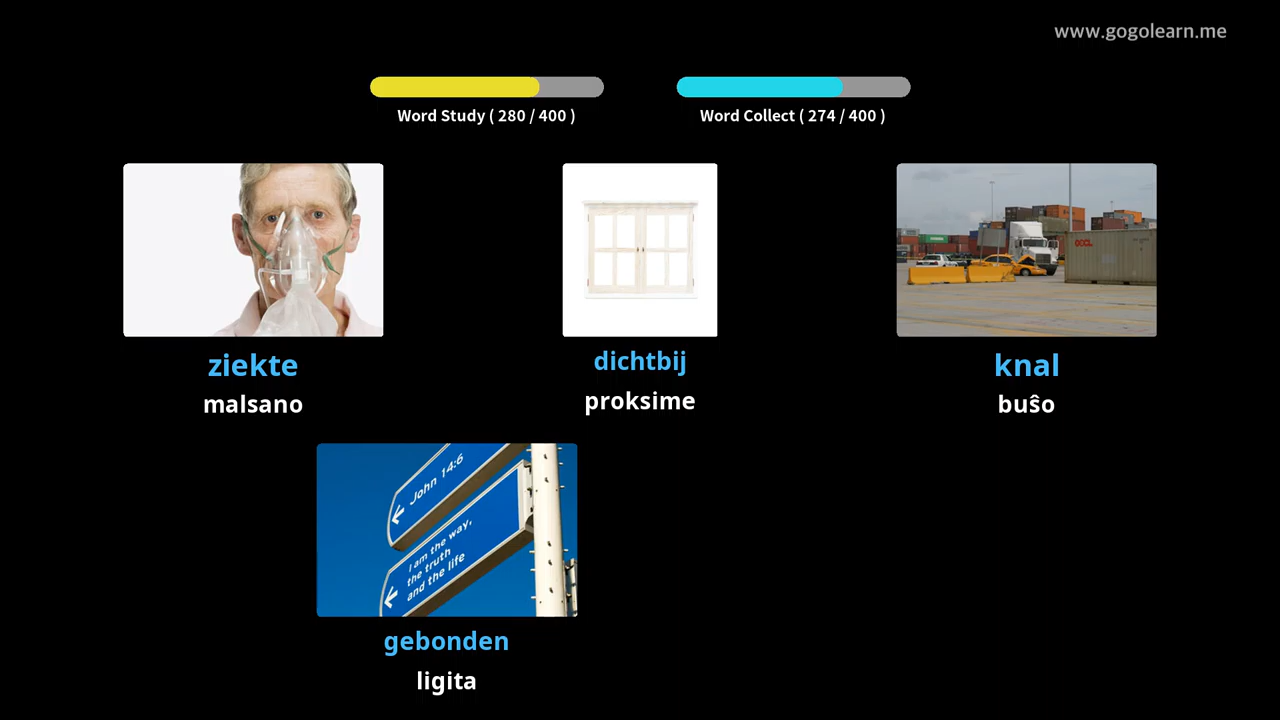 www.gogolearn.me
Word Study ( 280 / 400 )
Word Collect ( 274 / 400 )
ziekte
malsano
dichtbij
proksime
knal
buŝo
John 14:6
I am the way,
the truth
and the life
gebonden
ligita